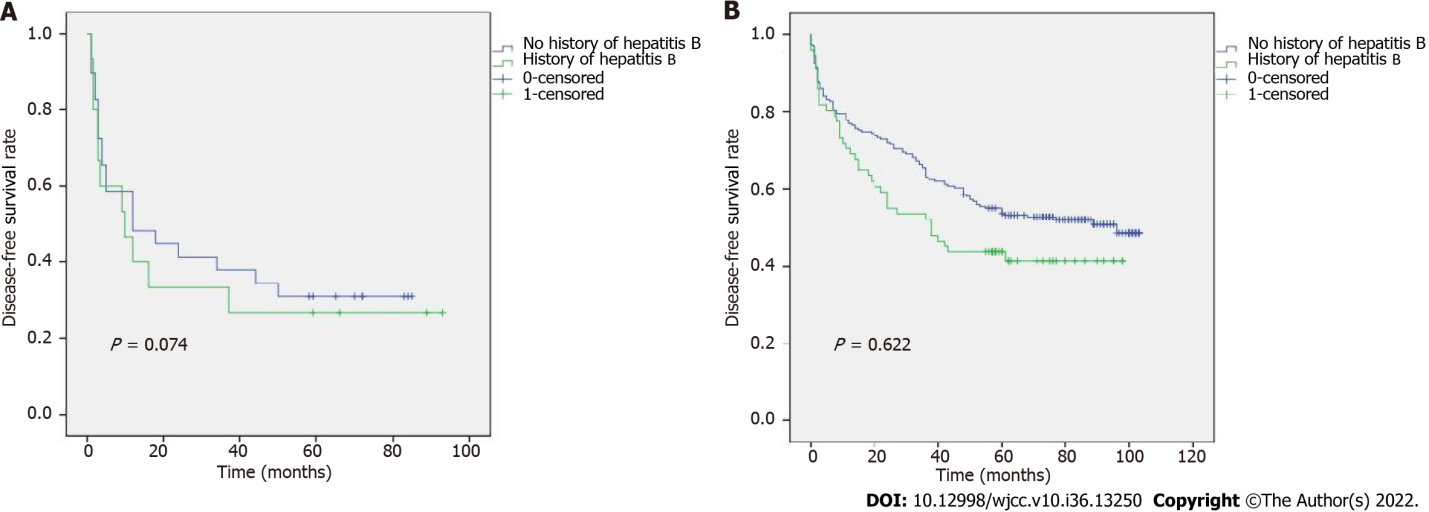 A
Disease-free survival rate
1.0
0.8
0.6
0.4
0.2
0.0
P = 0.074
0 20 40 60 80 100
Time (months)
No history of hepatitis B
History of hepatitis B
0-censored
1-censored
B
Disease-free survival rate
1.0
0.8
0.6
0.4
0.2
0.0
P = 0.622
0 20 40 60 80 100 120
Time (months)
No history of hepatitis B
History of hepatitis B
0-censored
1-censored
DOI: 10.12998/wjcc.v10.i36.13250 Copyright ©The Author(s) 2022.